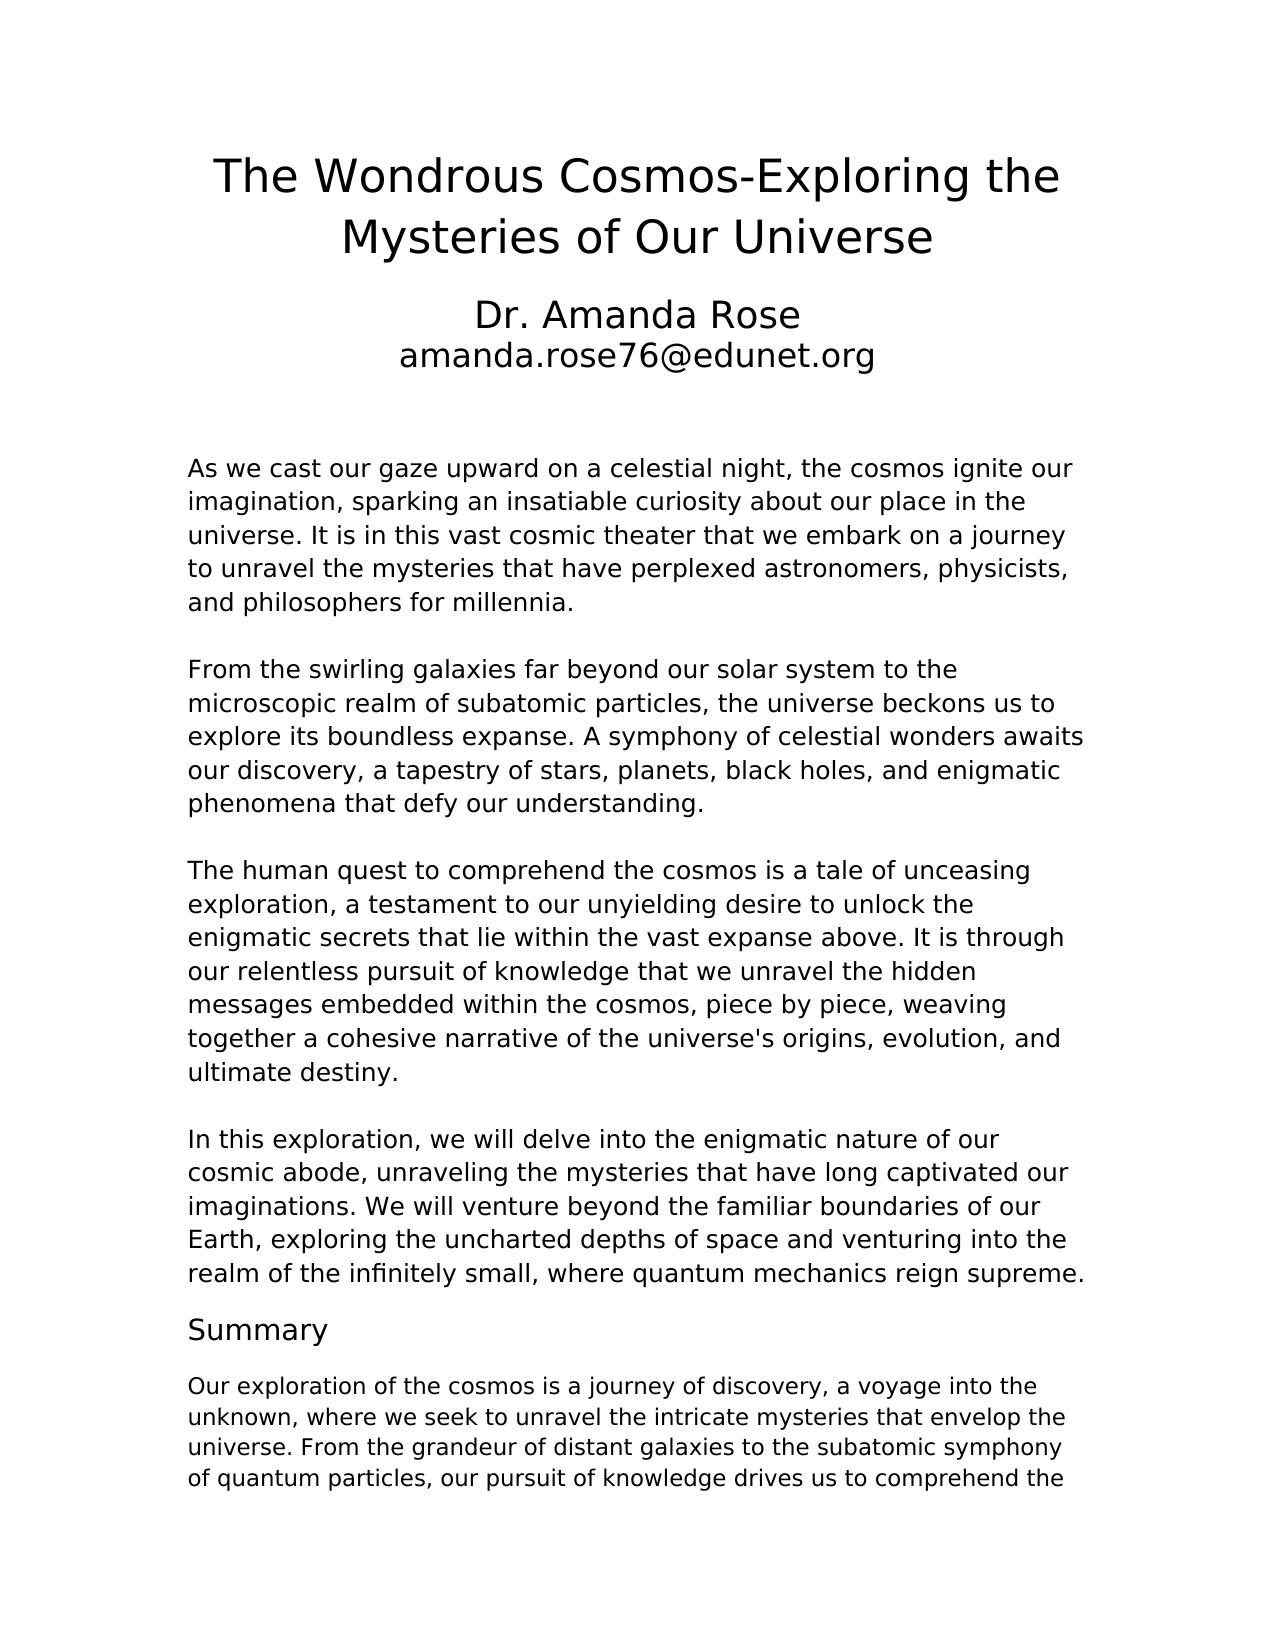 The Wondrous Cosmos-Exploring the
Mysteries of Our Universe
Dr. Amanda Rose
amanda.rose76@edunet.org
As we cast our gaze upward on a celestial night, the cosmos ignite our
imagination, sparking an insatiable curiosity about our place in the
universe. It is in this vast cosmic theater that we embark on a journey
to unravel the mysteries that have perplexed astronomers, physicists,
and philosophers for millennia.
From the swirling galaxies far beyond our solar system to the
microscopic realm of subatomic particles, the universe beckons us to
explore its boundless expanse. A symphony of celestial wonders awaits
our discovery, a tapestry of stars, planets, black holes, and enigmatic
phenomena that defy our understanding.
The human quest to comprehend the cosmos is a tale of unceasing
exploration, a testament to our unyielding desire to unlock the
enigmatic secrets that lie within the vast expanse above. It is through
our relentless pursuit of knowledge that we unravel the hidden
messages embedded within the cosmos, piece by piece, weaving
together a cohesive narrative of the universe's origins, evolution, and
ultimate destiny.
In this exploration, we will delve into the enigmatic nature of our
cosmic abode, unraveling the mysteries that have long captivated our
imaginations. We will venture beyond the familiar boundaries of our
Earth, exploring the uncharted depths of space and venturing into the
realm of the infinitely small, where quantum mechanics reign supreme.
Summary
Our exploration of the cosmos is a journey of discovery, a voyage into the
unknown, where we seek to unravel the intricate mysteries that envelop the
universe. From the grandeur of distant galaxies to the subatomic symphony
of quantum particles, our pursuit of knowledge drives us to comprehend the